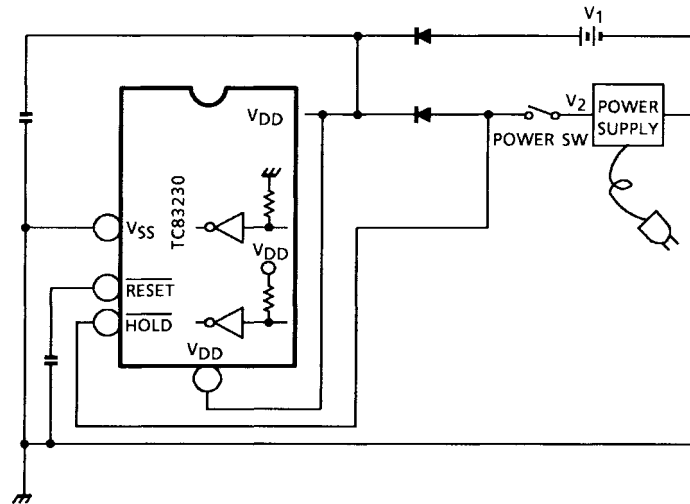 V1
VDD
V2
POWER
SUPPLY
POWER SW
TC83230
VSS
VDD
RESET
HOLD
VDD